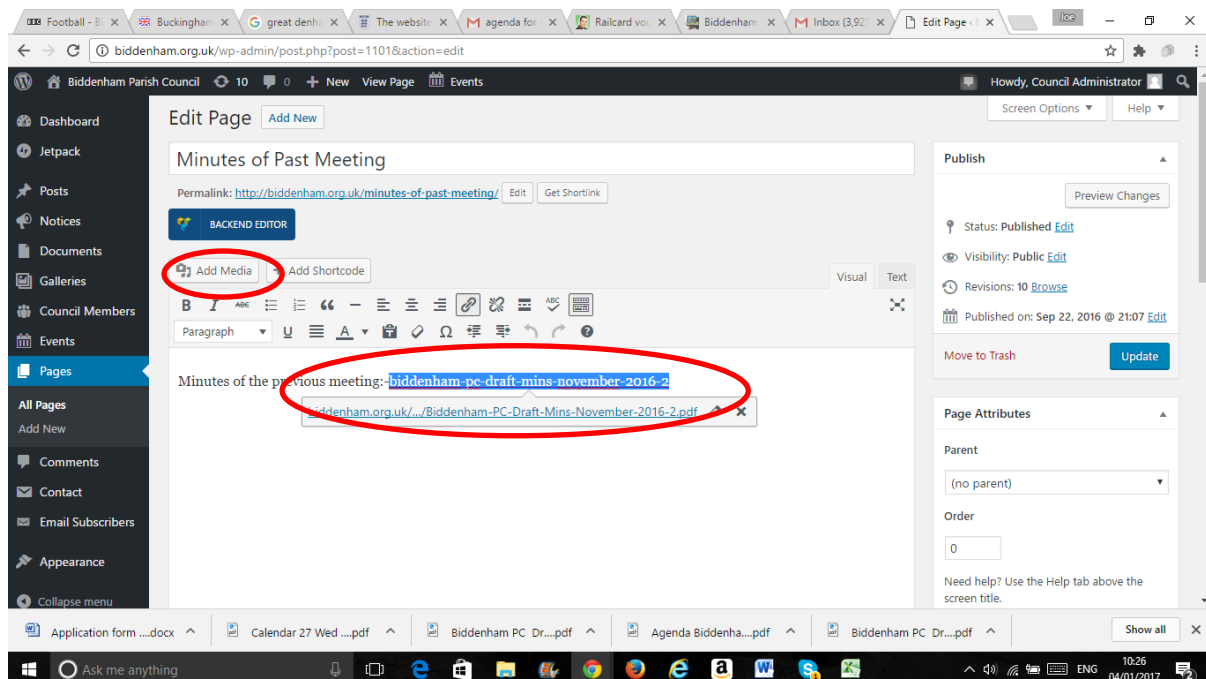 Football - B
Buckingham
great denha
The website
agenda for
Railcard vou
Biddenham
Inbox (3,927
Edit Page ‹
Joe
biddenham.org.uk/wp-admin/post.php?post=1101&action=edit
Biddenham Parish Council 10 0 + New View Page Events Howdy, Council Administrator
Screen Options Help
Dashboard
Jetpack
Posts
Notices
Documents
Galleries
Council Members
Events
Pages
All Pages
Add New
Comments
Contact
Email Subscribers
Appearance
Collapse menu
Edit Page Add New
Minutes of Past Meeting
Permalink: http://biddenham.org.uk/minutes-of-past-meeting/ Edit Get Shortlink
BACKEND EDITOR
Add Media Add Shortcode
Visual Text
B I ABC ABC
Paragraph U A Ω
Minutes of the previous meeting:-biddenham-pc-draft-mins-november-2016-2
biddenham.org.uk/.../Biddenham-PC-Draft-Mins-November-2016-2.pdf
Publish
Preview Changes
Status: Published Edit
Visibility: Public Edit
Revisions: 10 Browse
Published on: Sep 22, 2016 @ 21:07 Edit
Move to Trash Update
Page Attributes
Parent
(no parent)
Order
0
Need help? Use the Help tab above the
screen title.
Application form ....docx
Calendar 27 Wed ....pdf
Biddenham PC Dr....pdf
Agenda Biddenha....pdf
Biddenham PC Dr....pdf
Show all
Ask me anything
ENG
10:26
04/01/2017